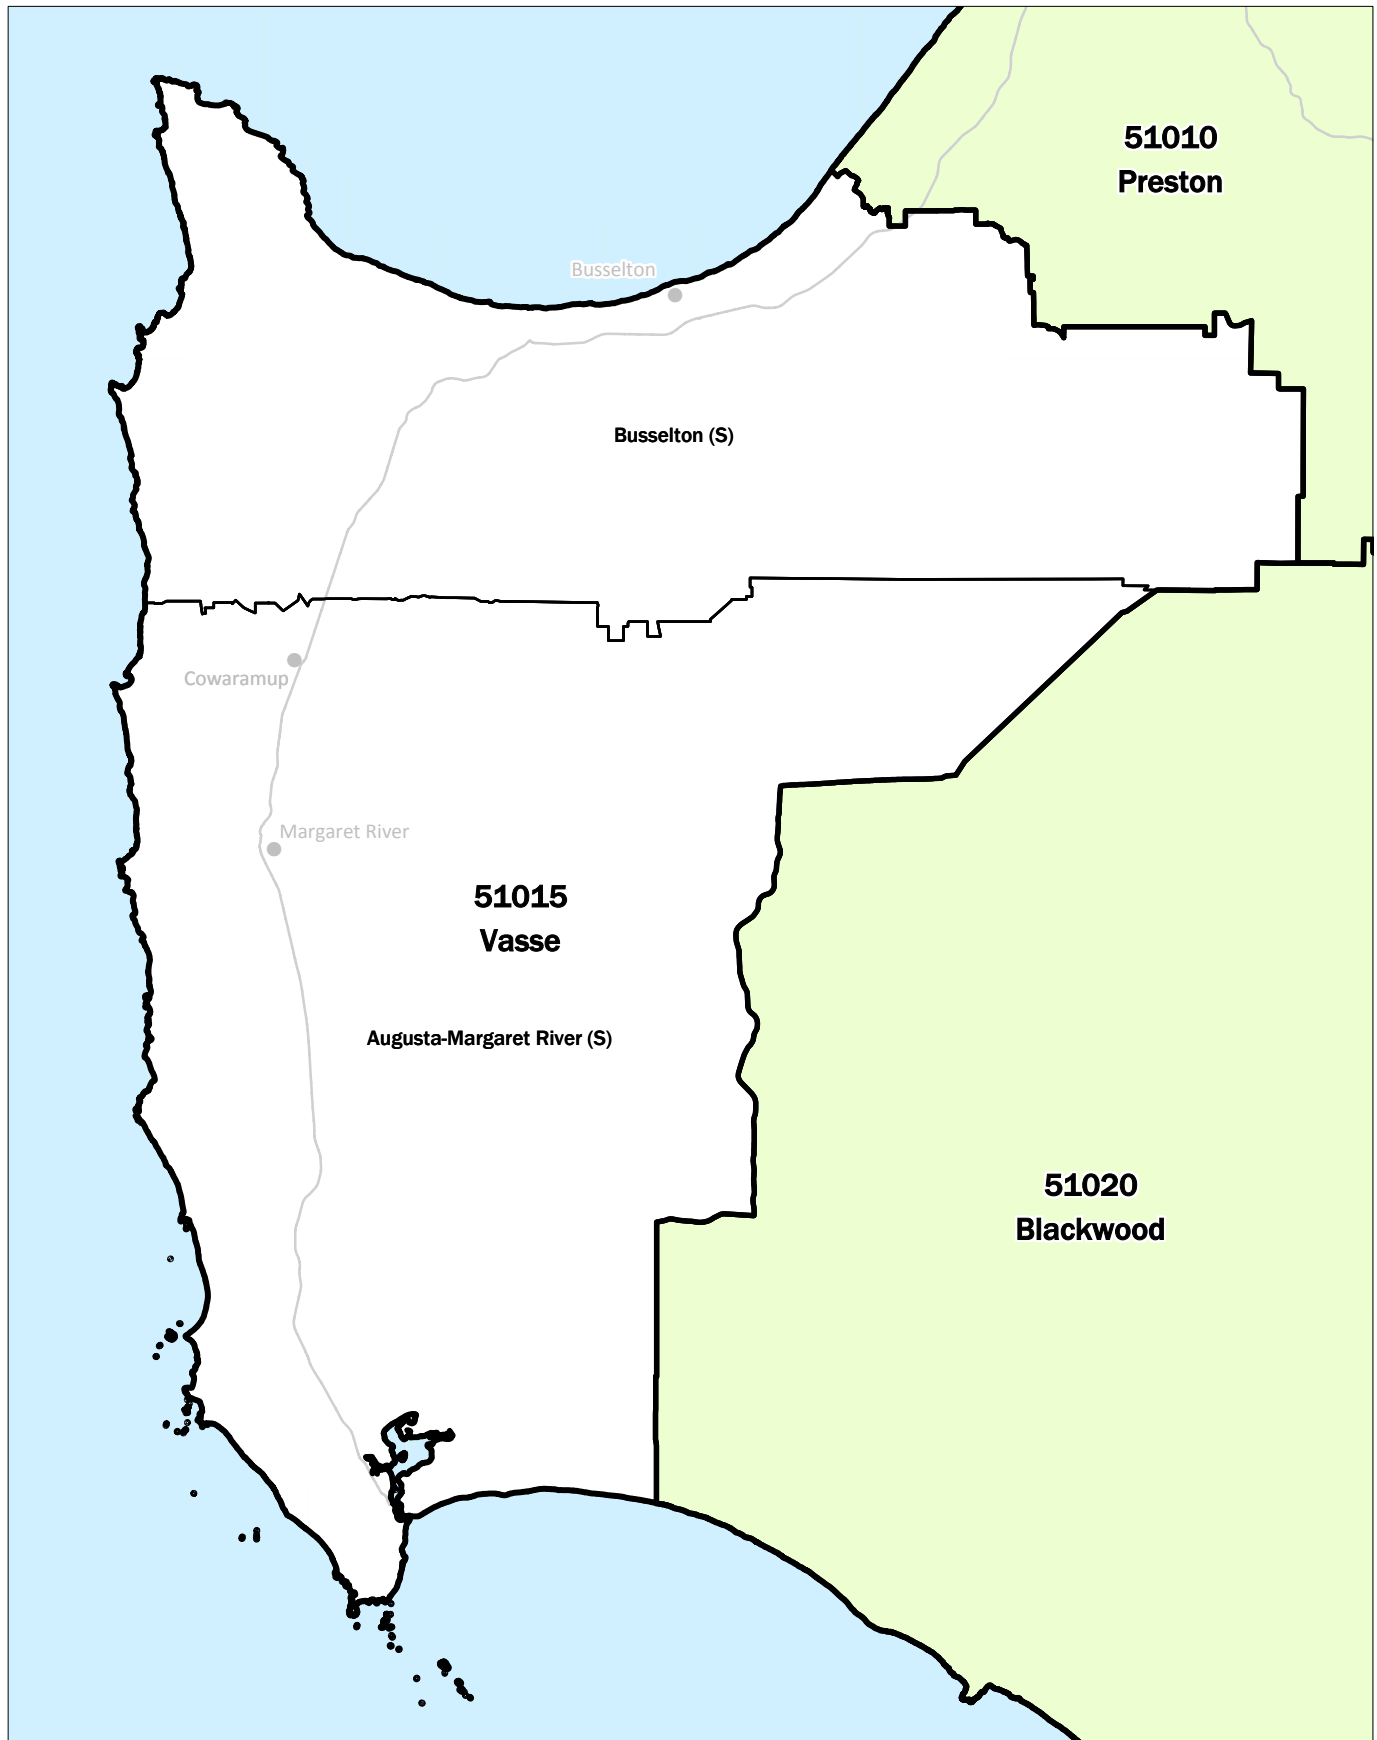 51010
Preston
Busselton
Busselton (S)
Cowaramup
Margaret River
51015
Vasse
Augusta-Margaret River (S)
51020
Blackwood